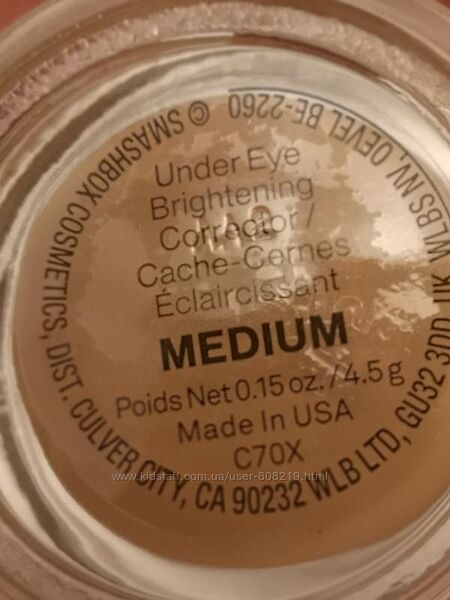 Under Eye
Brightening
Corrector /
Cache-Cernes
Éclaircissant
MEDIUM
Poids Net 0.15 oz. / 4.5 g
Made In USA
C70X
© SMASHBOX COSMETICS, DIST. CULVER CITY, CA 90232 WLB LTD, GU32 3DD, UK WLBS NV, OEVEL BE-2260
www.kidstaff.com.ua/user-808219.html